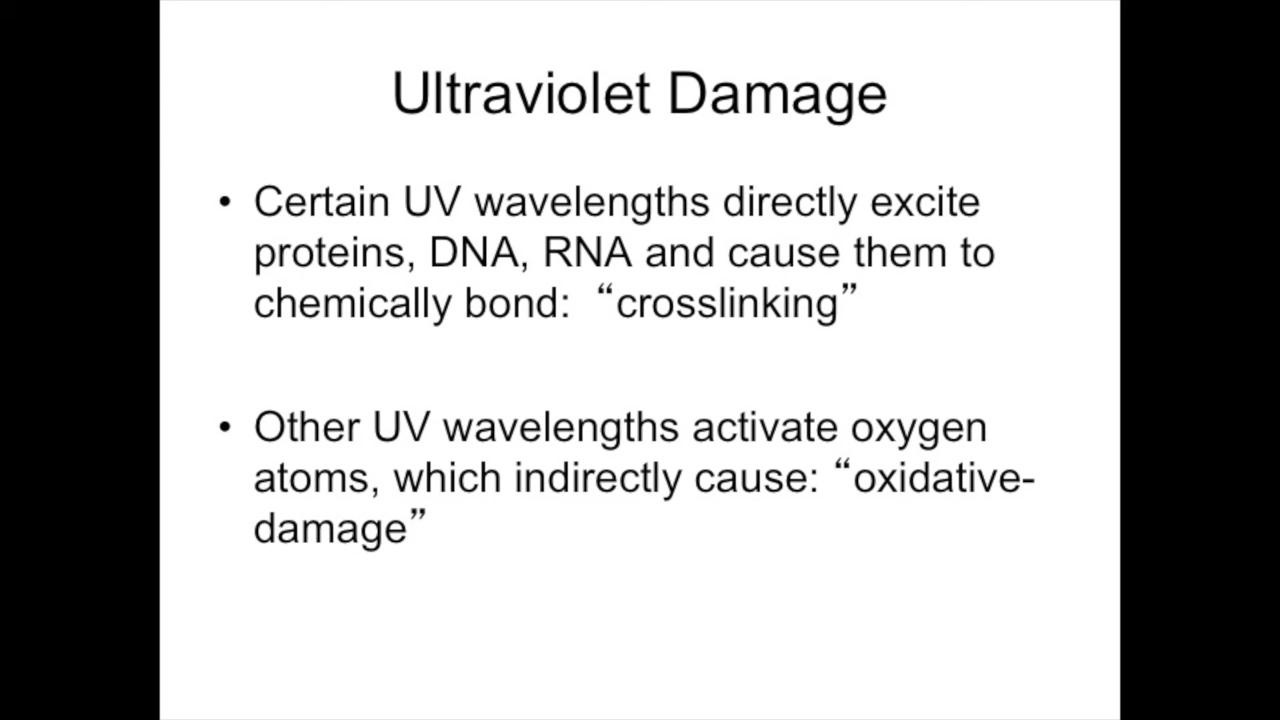 Ultraviolet Damage
• Certain UV wavelengths directly excite
proteins, DNA, RNA and cause them to
chemically bond: “crosslinking”
• Other UV wavelengths activate oxygen
atoms, which indirectly cause: “oxidative-
damage”